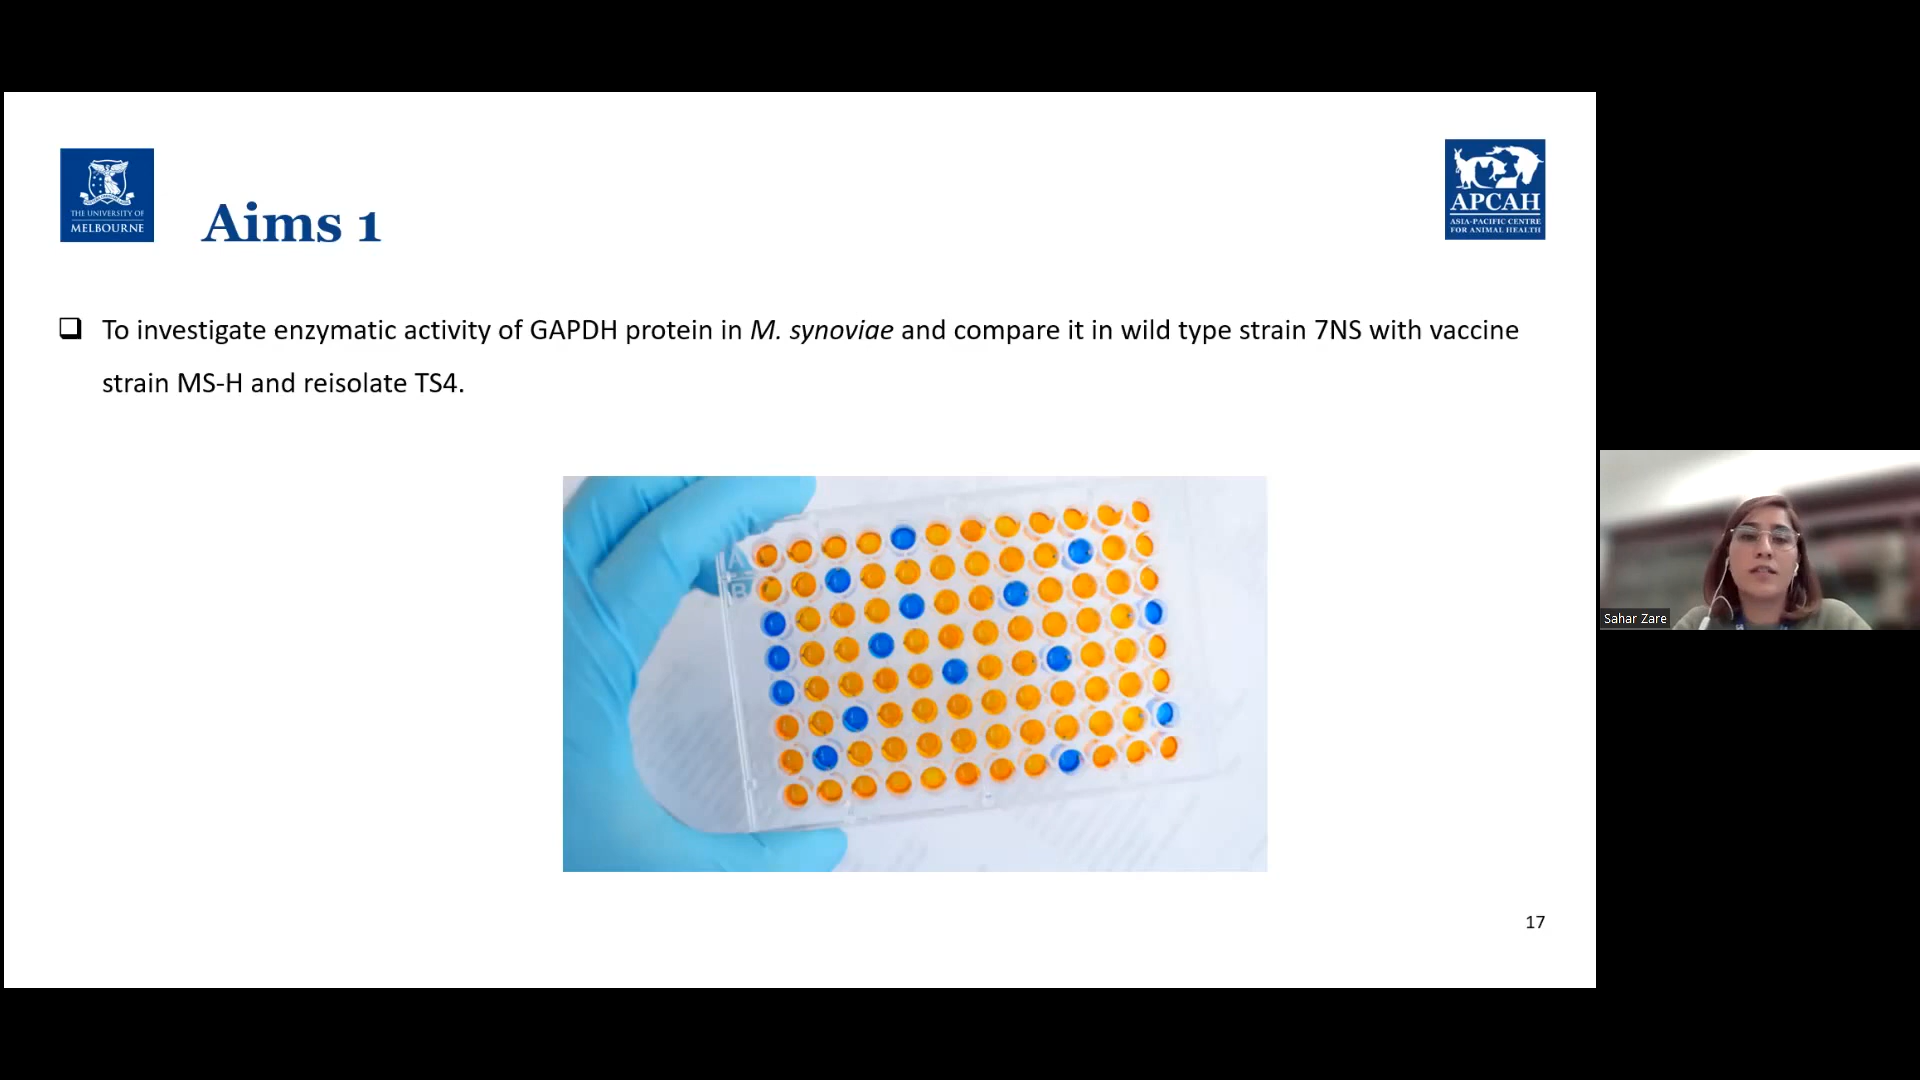 THE UNIVERSITY OF
MELBOURNE
Aims 1
APCAH
ASIA-PACIFIC CENTRE
FOR ANIMAL HEALTH
❑ To investigate enzymatic activity of GAPDH protein in M. synoviae and compare it in wild type strain 7NS with vaccine
strain MS-H and reisolate TS4.
A
B
Sahar Zare
17